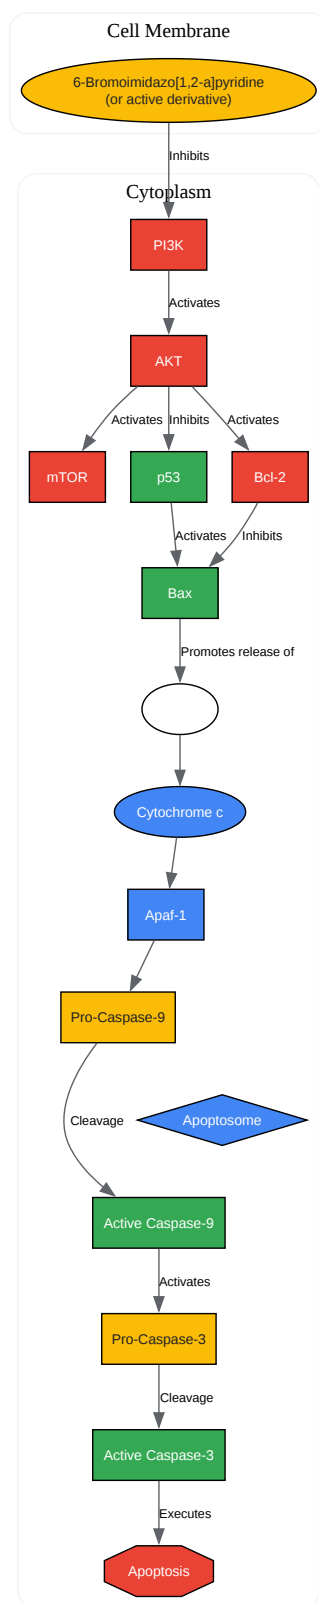 Cell Membrane
6-Bromoimidazo[1,2-a]pyridine
(or active derivative)
Inhibits
Cytoplasm
PI3K
Activates
AKT
Activates
Inhibits
Activates
mTOR
p53
Bcl-2
Activates
Inhibits
Bax
Promotes release of
Cytochrome c
Apaf-1
Pro-Caspase-9
Cleavage
Apoptosome
Active Caspase-9
Activates
Pro-Caspase-3
Cleavage
Active Caspase-3
Executes
Apoptosis